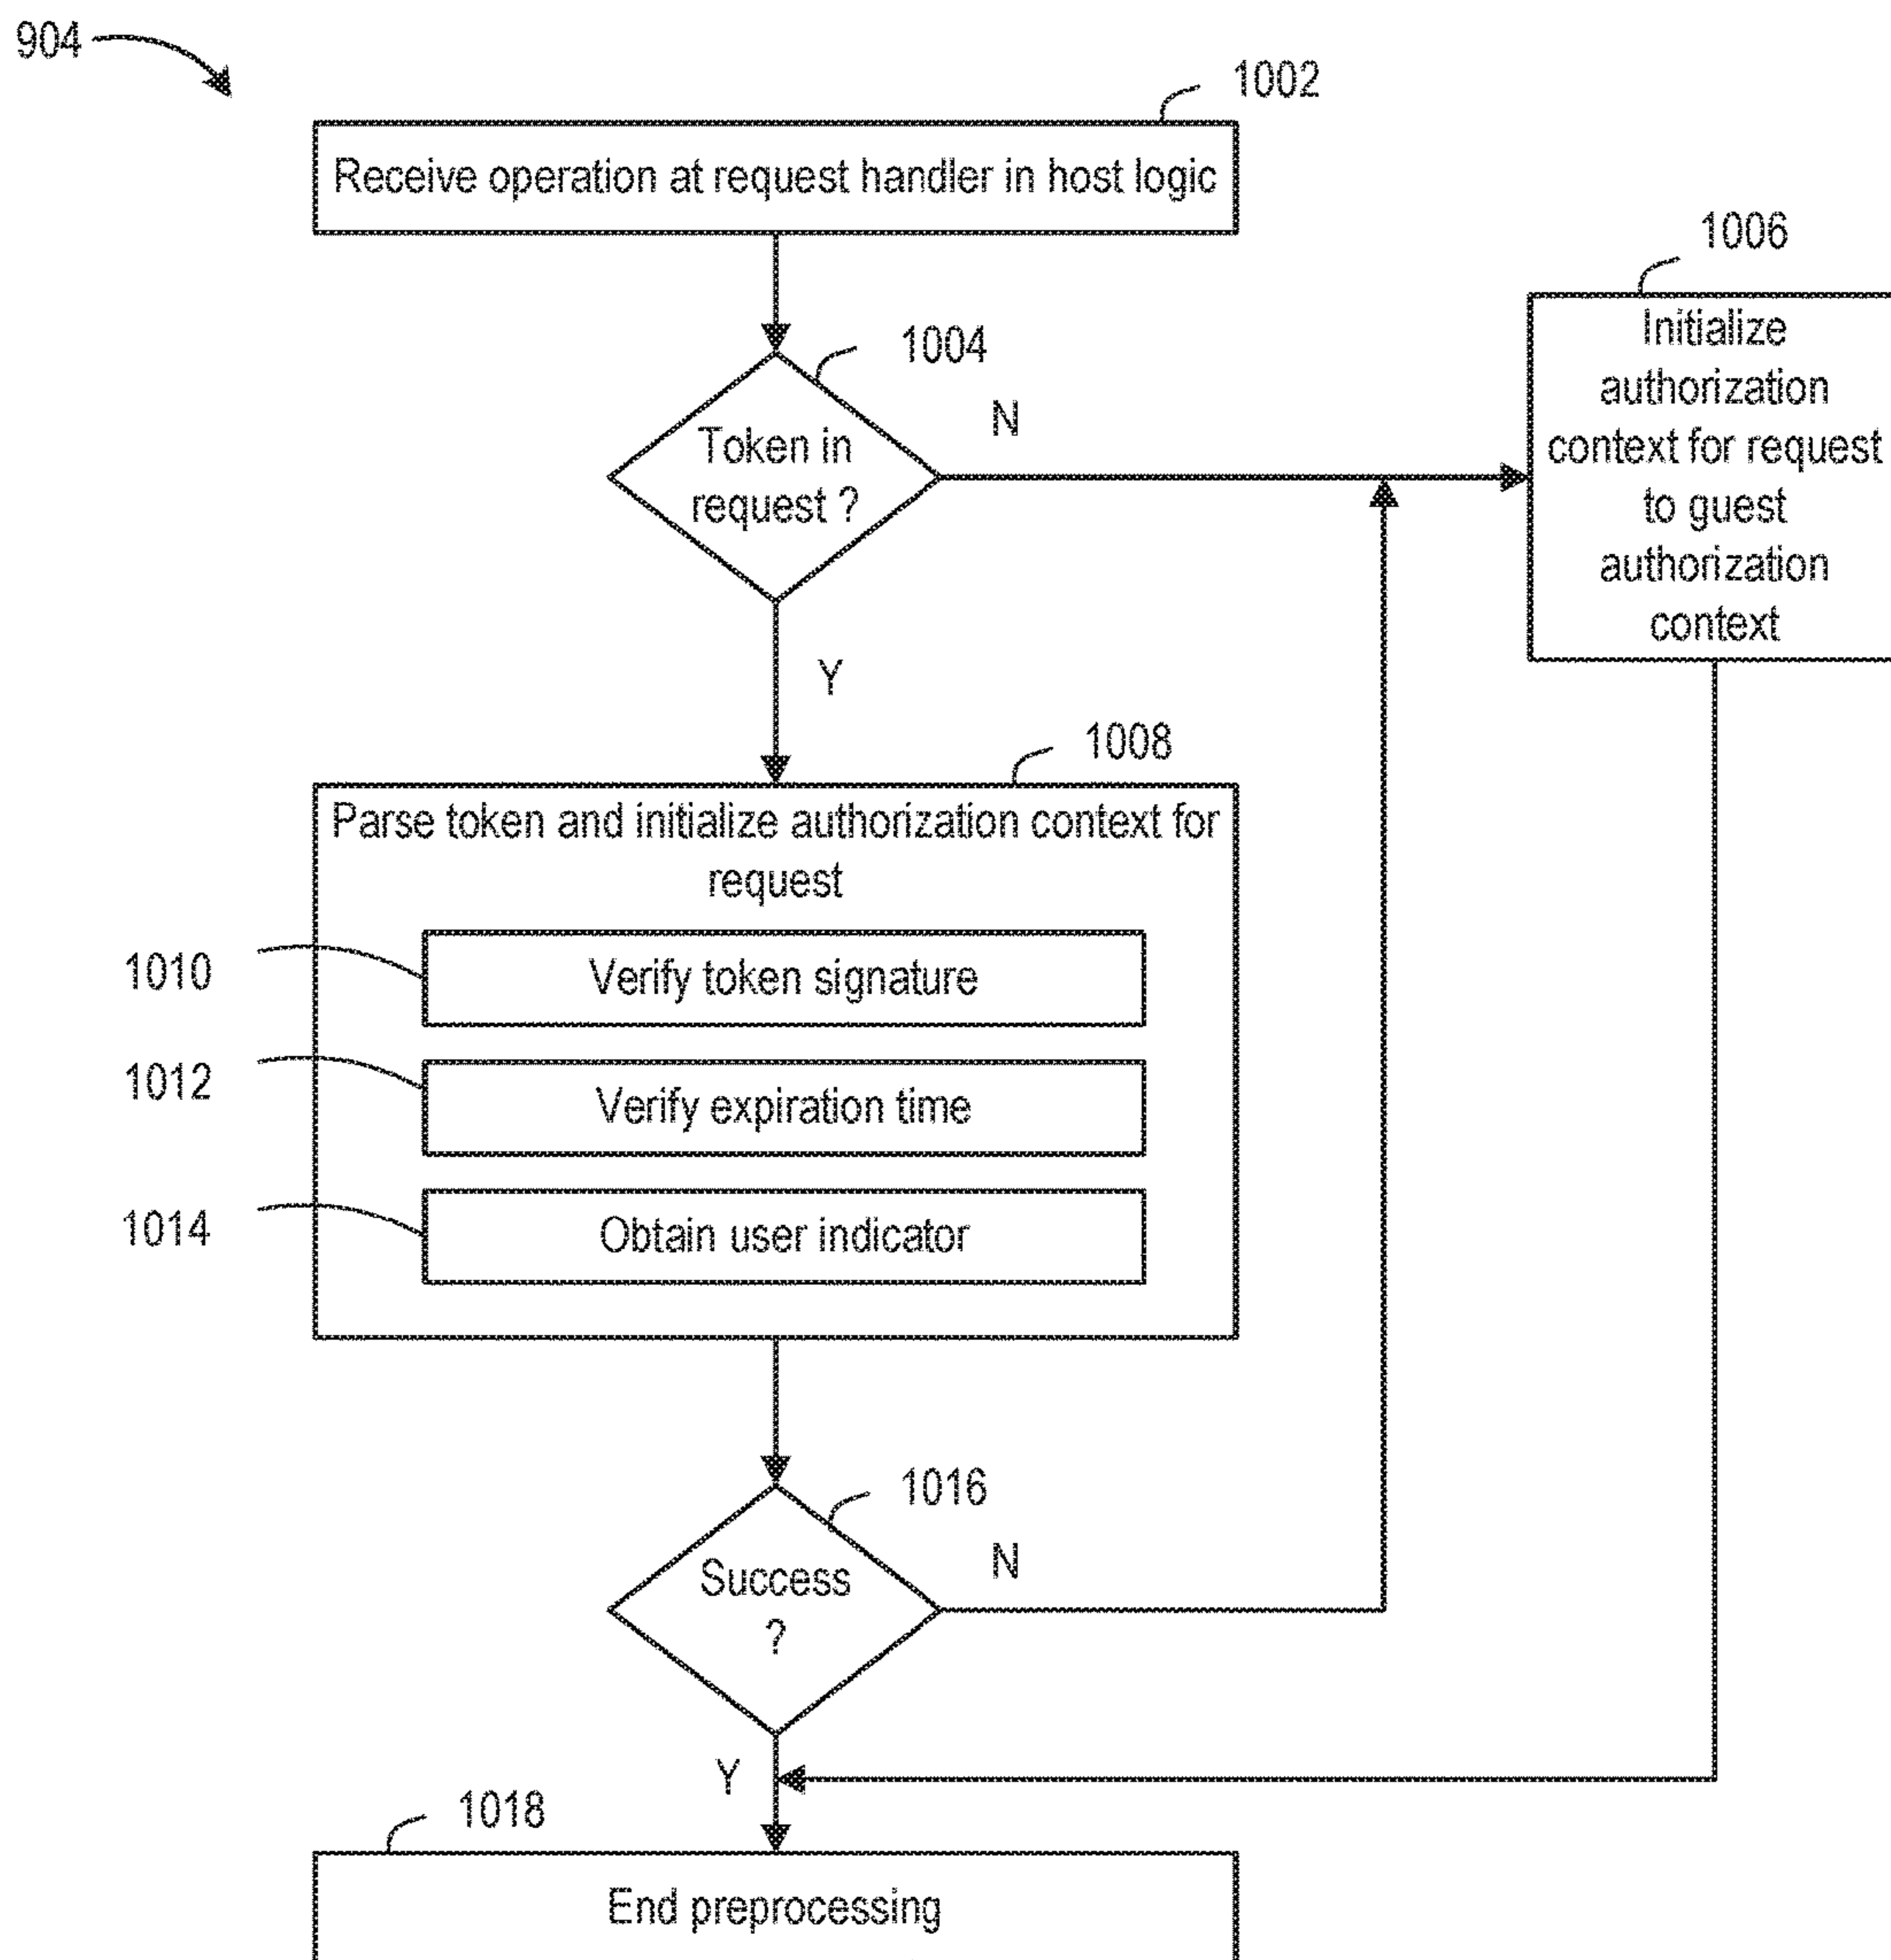 904
1002
Receive operation at request handler in host logic
1006
Initialize
authorization
context for request
to guest
authorization
context
1004
Token in
request ?
N
Y
1008
Parse token and initialize authorization context for
request
1010
Verify token signature
1012
Verify expiration time
1014
Obtain user indicator
1016
Success
?
N
Y
1018
End preprocessing